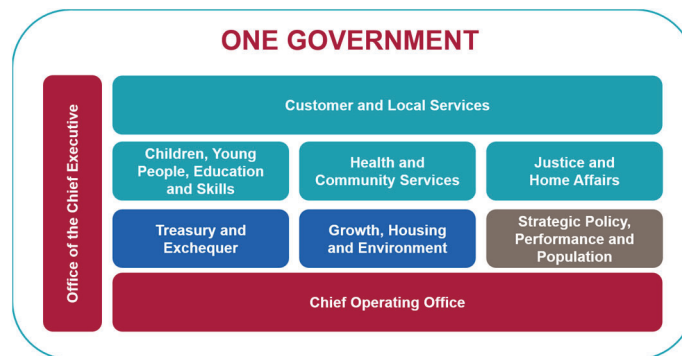 ONE GOVERNMENT
Office of the Chief Executive
Customer and Local Services
Children, Young
People, Education
and Skills
Health and
Community Services
Justice and
Home Affairs
Treasury and
Exchequer
Growth, Housing
and Environment
Strategic Policy,
Performance and
Population
Chief Operating Office